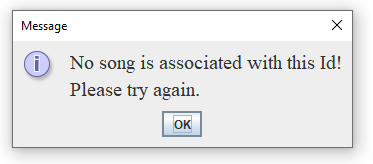 Message
No song is associated with this Id!
Please try again.
OK